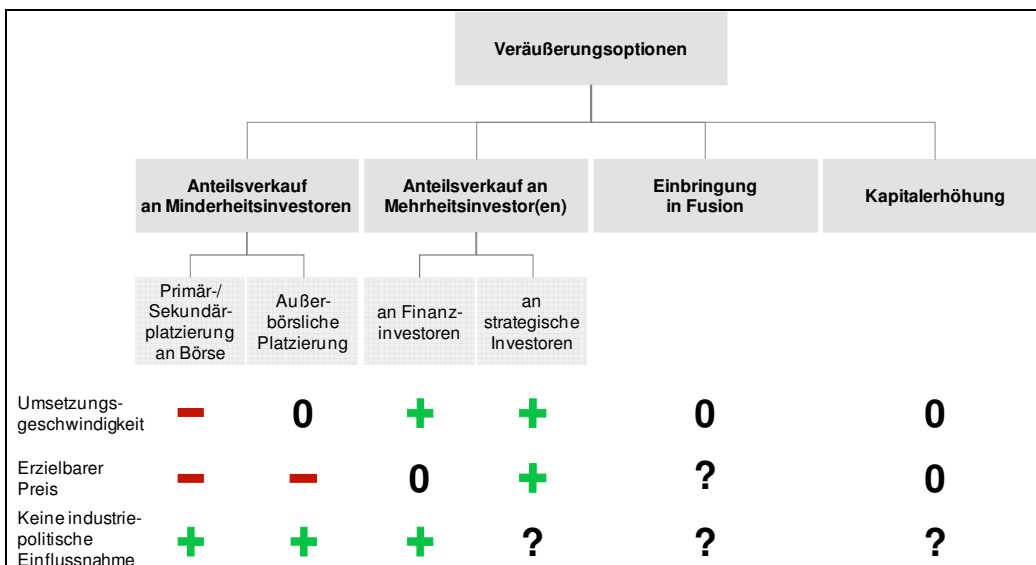 Veräußerungsoptionen
Anteilsverkauf
an Minderheitsinvestoren
Anteilsverkauf an
Mehrheitsinvestor(en)
Einbringung
in Fusion
Kapitalerhöhung
Primär-/
Sekundär-
platzierung
an Börse
Außer-
börsliche
Platzierung
an Finanz-
investoren
an
strategische
Investoren
Umsetzungs-
geschwindigkeit
– 0 + + 0 0
Erzielbarer
Preis
– – 0 + ? 0
Keine industrie-
politische
Einflussnahme
+ + + ? ? ?